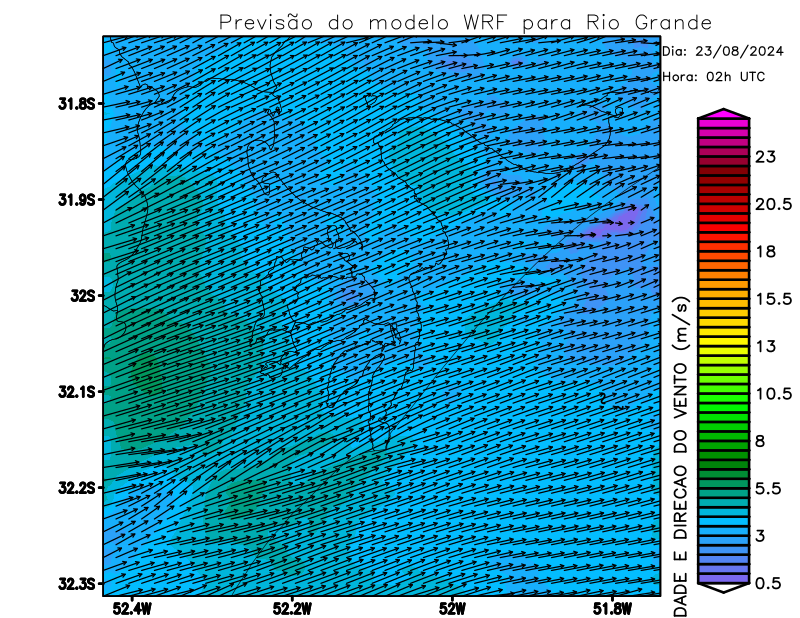 Previsão do modelo WRF para Rio Grande
Dia: 23/08/2024
Hora: 02h UTC
31.8S
31.9S
32S
32.1S
32.2S
32.3S
52.4W
52.2W
52W
51.8W
23
20.5
18
15.5
13
10.5
8
5.5
3
0.5
DADE E DIRECAO DO VENTO (m/s)